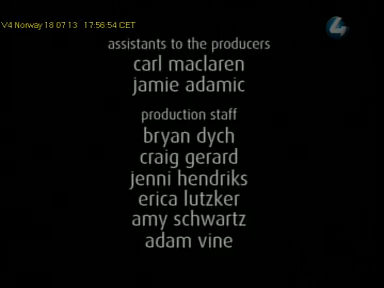 V4 Norway 18 07 13 17:56:54 CET
4
assistants to the producers
carl maclaren
jamie adamic
production staff
bryan dych
craig gerard
jenni hendriks
erica lutzker
amy schwartz
adam vine